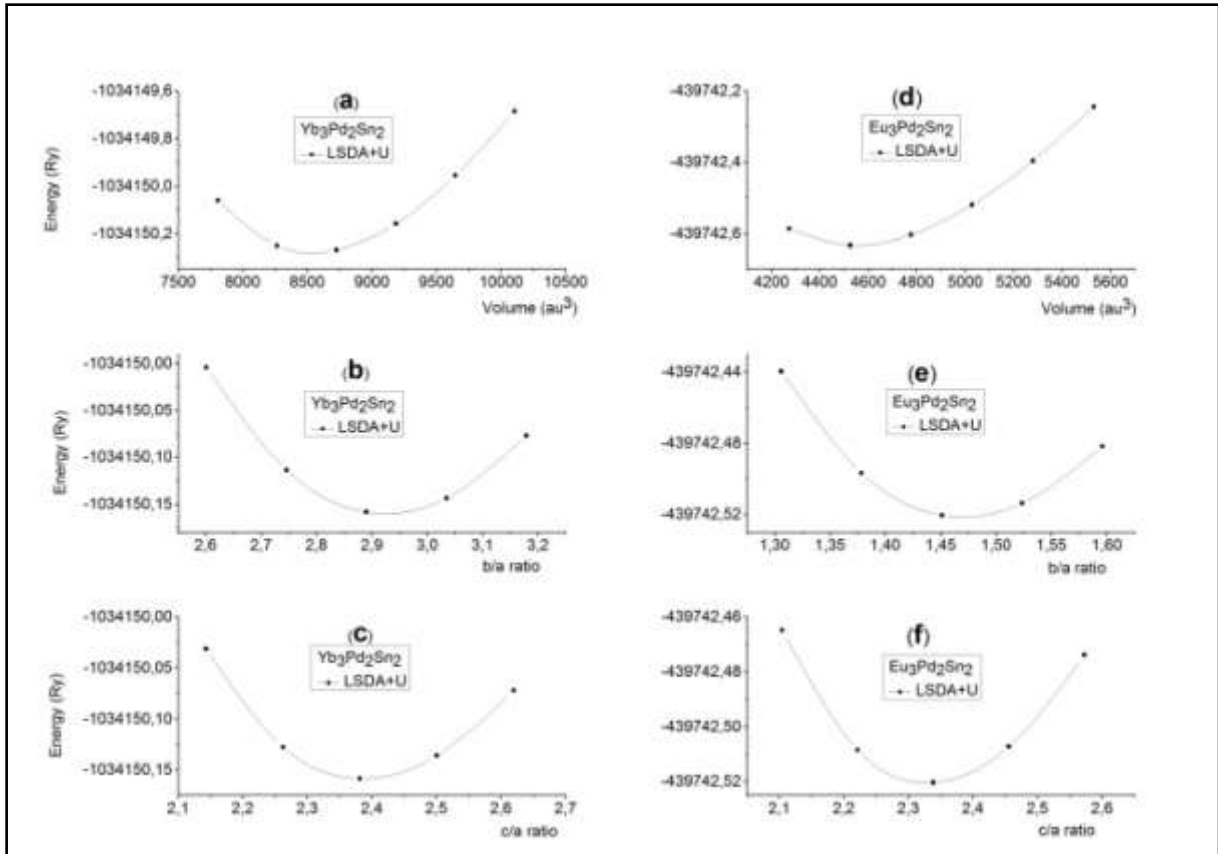 (a)
Yb3Pd2Sn2
LSDA+U
Energy (Ry)
-1034149,6
-1034149,8
-1034150,0
-1034150,2
7500 8000 8500 9000 9500 10000 10500
Volume (au3)
(d)
Eu3Pd2Sn2
LSDA+U
-439742,2
-439742,4
-439742,6
4200 4400 4600 4800 5000 5200 5400 5600
Volume (au3)
(b)
Yb3Pd2Sn2
LSDA+U
Energy (Ry)
-1034150,00
-1034150,05
-1034150,10
-1034150,15
2,6 2,7 2,8 2,9 3,0 3,1 3,2
b/a ratio
(e)
Eu3Pd2Sn2
LSDA+U
-439742,44
-439742,48
-439742,52
1,30 1,35 1,40 1,45 1,50 1,55 1,60
b/a ratio
(c)
Yb3Pd2Sn2
LSDA+U
Energy (Ry)
-1034150,00
-1034150,05
-1034150,10
-1034150,15
2,1 2,2 2,3 2,4 2,5 2,6 2,7
c/a ratio
(f)
Eu3Pd2Sn2
LSDA+U
-439742,46
-439742,48
-439742,50
-439742,52
2,1 2,2 2,3 2,4 2,5 2,6
c/a ratio